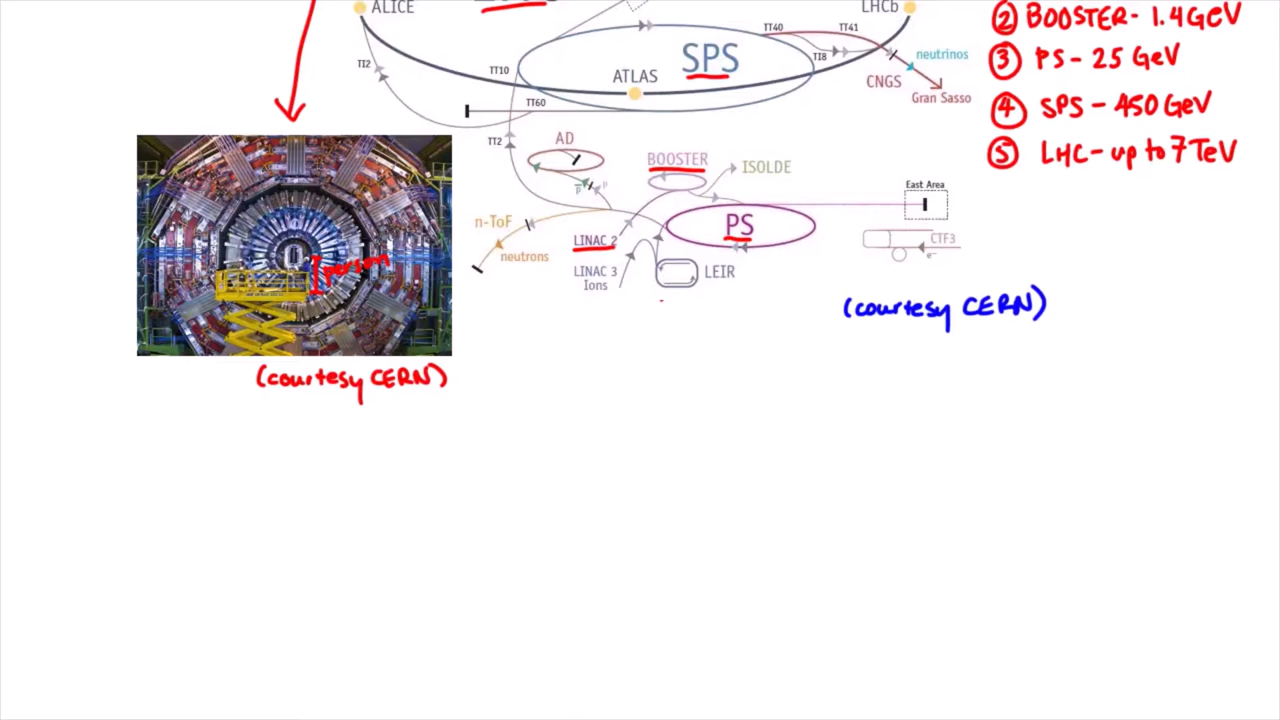 ALICE
LHCb
② BOOSTER - 1.4 GeV
TT40
TT41
SPS
TI2
TT10
ATLAS
TI8
neutrinos
③ PS - 25 GeV
CNGS
Gran Sasso
TT60
④ SPS - 450 GeV
TT2
AD
BOOSTER
ISOLDE
⑤ LHC - up to 7 TeV
p̅
p
East Area
n-ToF
LINAC 2
PS
CTF3
e⁻
neutrons
person
LINAC 3
Ions
LEIR
(courtesy CERN)
(courtesy CERN)